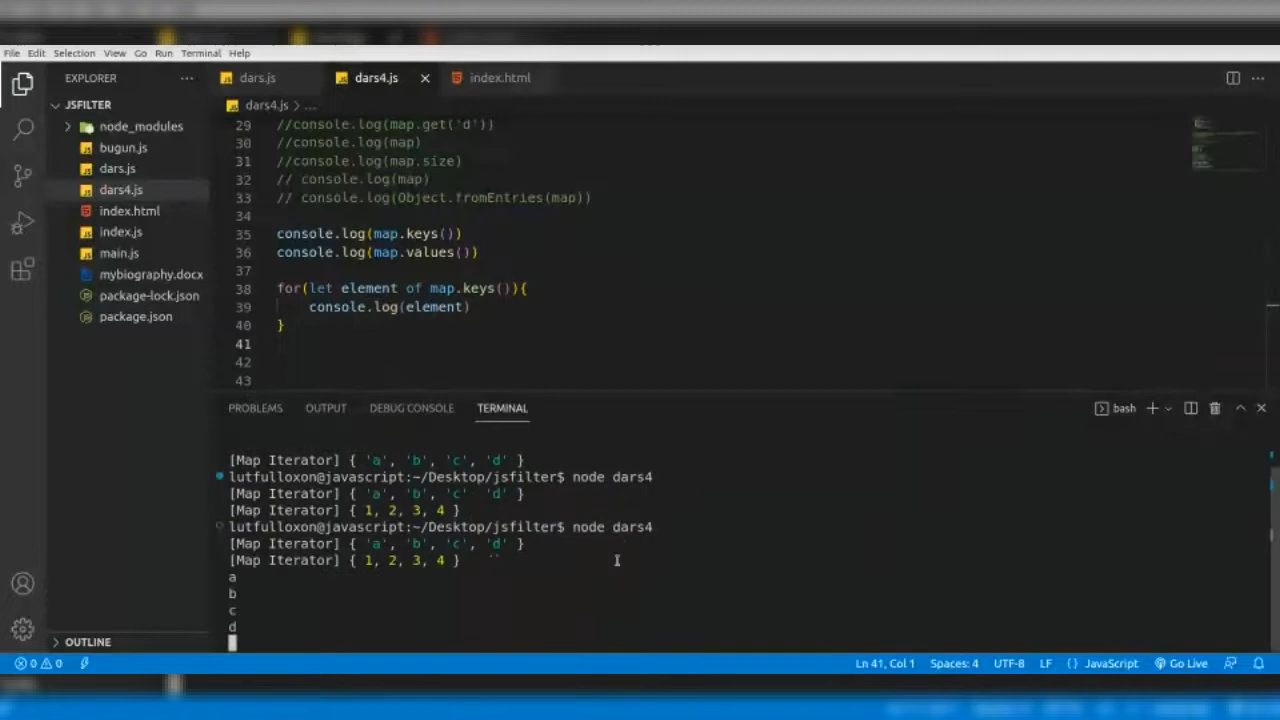 File Edit Selection View Go Run Terminal Help
EXPLORER
dars.js
dars4.js
index.html
JSFILTER
dars4.js > ...
node_modules
bugun.js
dars.js
dars4.js
index.html
index.js
main.js
mybiography.docx
package-lock.json
package.json
29 //console.log(map.get('d'))
30 //console.log(map)
31 //console.log(map.size)
32 // console.log(map)
33 // console.log(Object.fromEntries(map))
34
35 console.log(map.keys())
36 console.log(map.values())
37
38 for(let element of map.keys()){
39 console.log(element)
40 }
41
42
43
PROBLEMS OUTPUT DEBUG CONSOLE TERMINAL
bash
[Map Iterator] { 'a', 'b', 'c', 'd' }
lutfulloxon@javascript:~/Desktop/jsfilter$ node dars4
[Map Iterator] { 'a', 'b', 'c' 'd' }
[Map Iterator] { 1, 2, 3, 4 }
lutfulloxon@javascript:~/Desktop/jsfilter$ node dars4
[Map Iterator] { 'a', 'b', 'c', 'd' }
[Map Iterator] { 1, 2, 3, 4 }
a
b
c
d
OUTLINE
0 0
Ln 41, Col 1 Spaces: 4 UTF-8 LF {} JavaScript Go Live